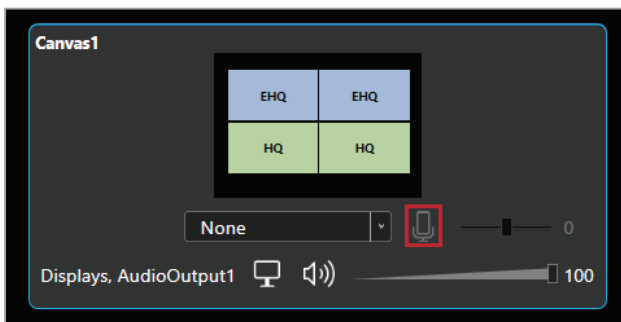 Canvas1
EHQ EHQ
HQ HQ
None 0
Displays, AudioOutput1 100